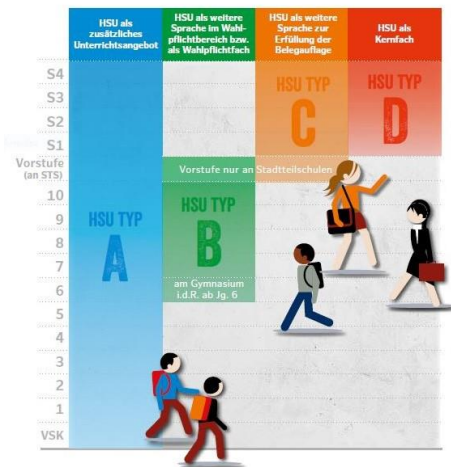 HSU als
zusätzliches
Unterrichtsangebot
HSU als weitere
Sprache im Wahl-
pflichtbereich bzw.
als Wahlpflichtfach
HSU als weitere
Sprache zur
Erfüllung der
Belegauflage
HSU als
Kernfach
S4
S3
S2
S1
Vorstufe
(an STS)
10
9
8
7
6
5
4
3
2
1
VSK
HSU TYP
A
HSU TYP
B
am Gymnasium
i.d.R. ab Jg. 6
Vorstufe nur an Stadtteilschulen
HSU TYP
C
HSU TYP
D